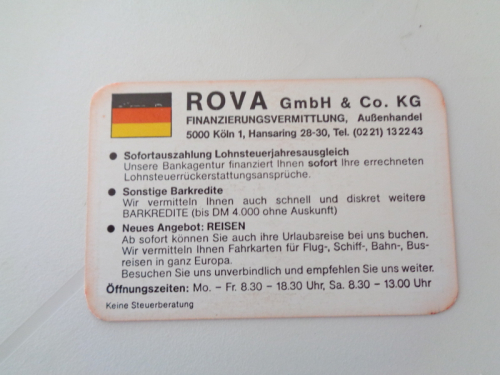 ROVA GmbH & Co. KG
FINANZIERUNGSVERMITTLUNG, Außenhandel
5000 Köln 1, Hansaring 28-30, Tel. (0221) 132243
● Sofortauszahlung Lohnsteuerjahresausgleich
Unsere Bankagentur finanziert Ihnen sofort Ihre errechneten
Lohnsteuerrückerstattungsansprüche.
● Sonstige Barkredite
Wir vermitteln Ihnen auch schnell und diskret weitere
BARKREDITE (bis DM 4.000 ohne Auskunft)
● Neues Angebot: REISEN
Ab sofort können Sie auch ihre Urlaubsreise bei uns buchen.
Wir vermitteln Ihnen Fahrkarten für Flug-, Schiff-, Bahn-, Bus-
reisen in ganz Europa.
Besuchen Sie uns unverbindlich und empfehlen Sie uns weiter.
Öffnungszeiten: Mo. – Fr. 8.30 – 18.30 Uhr, Sa. 8.30 – 13.00 Uhr
Keine Steuerberatung